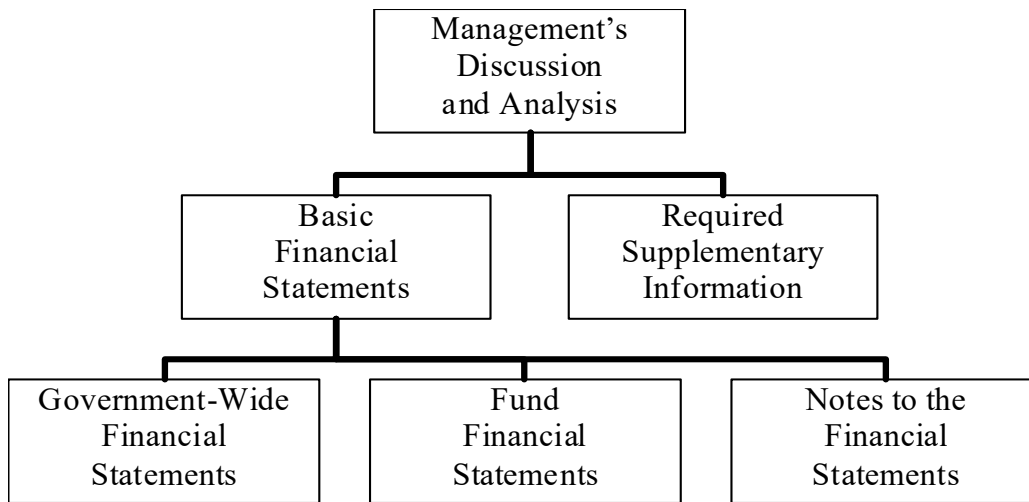 Management’s
Discussion
and Analysis
Basic
Financial
Statements
Required
Supplementary
Information
Government-Wide
Financial
Statements
Fund
Financial
Statements
Notes to the
Financial
Statements